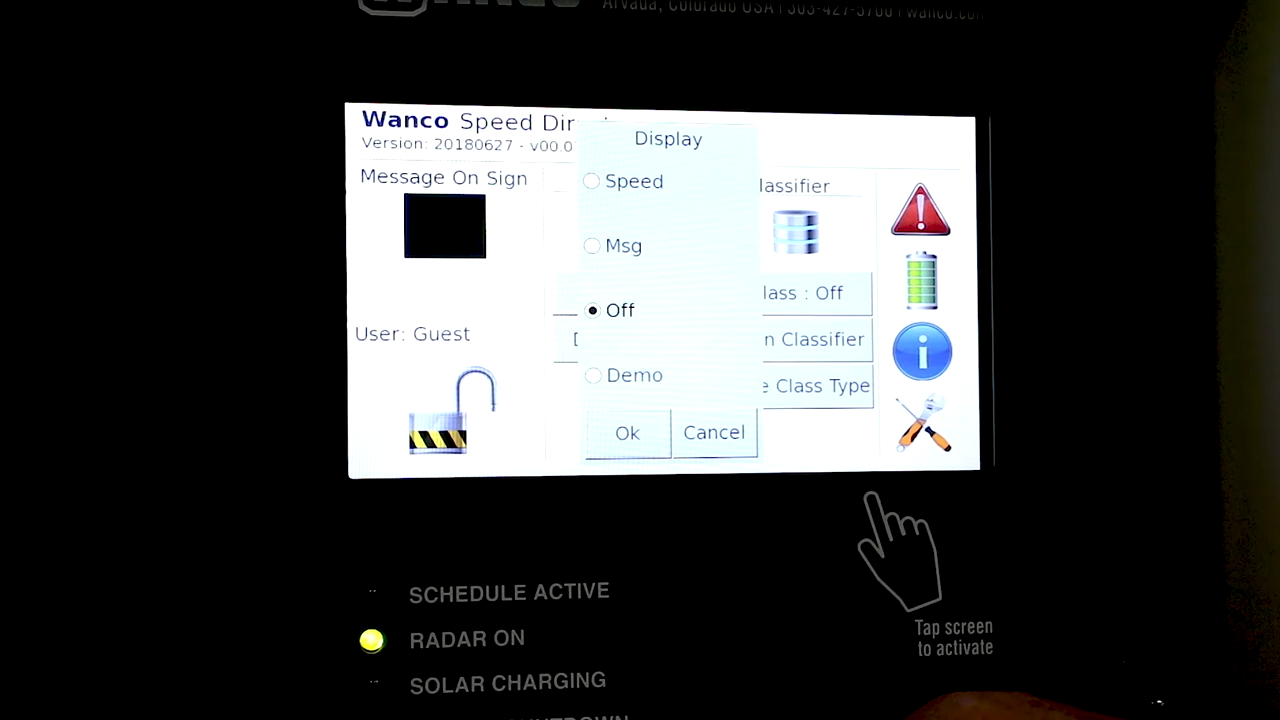 Arvada, Colorado USA | 303-427-5700 | wanco.com
Wanco Speed
Version: 20180627 - v00.0
Display
Message On Sign
Speed
lassifier
Msg
lass : Off
Off
User: Guest
n Classifier
Demo
e Class Type
Ok
Cancel
SCHEDULE ACTIVE
RADAR ON
Tap screen
to activate
SOLAR CHARGING